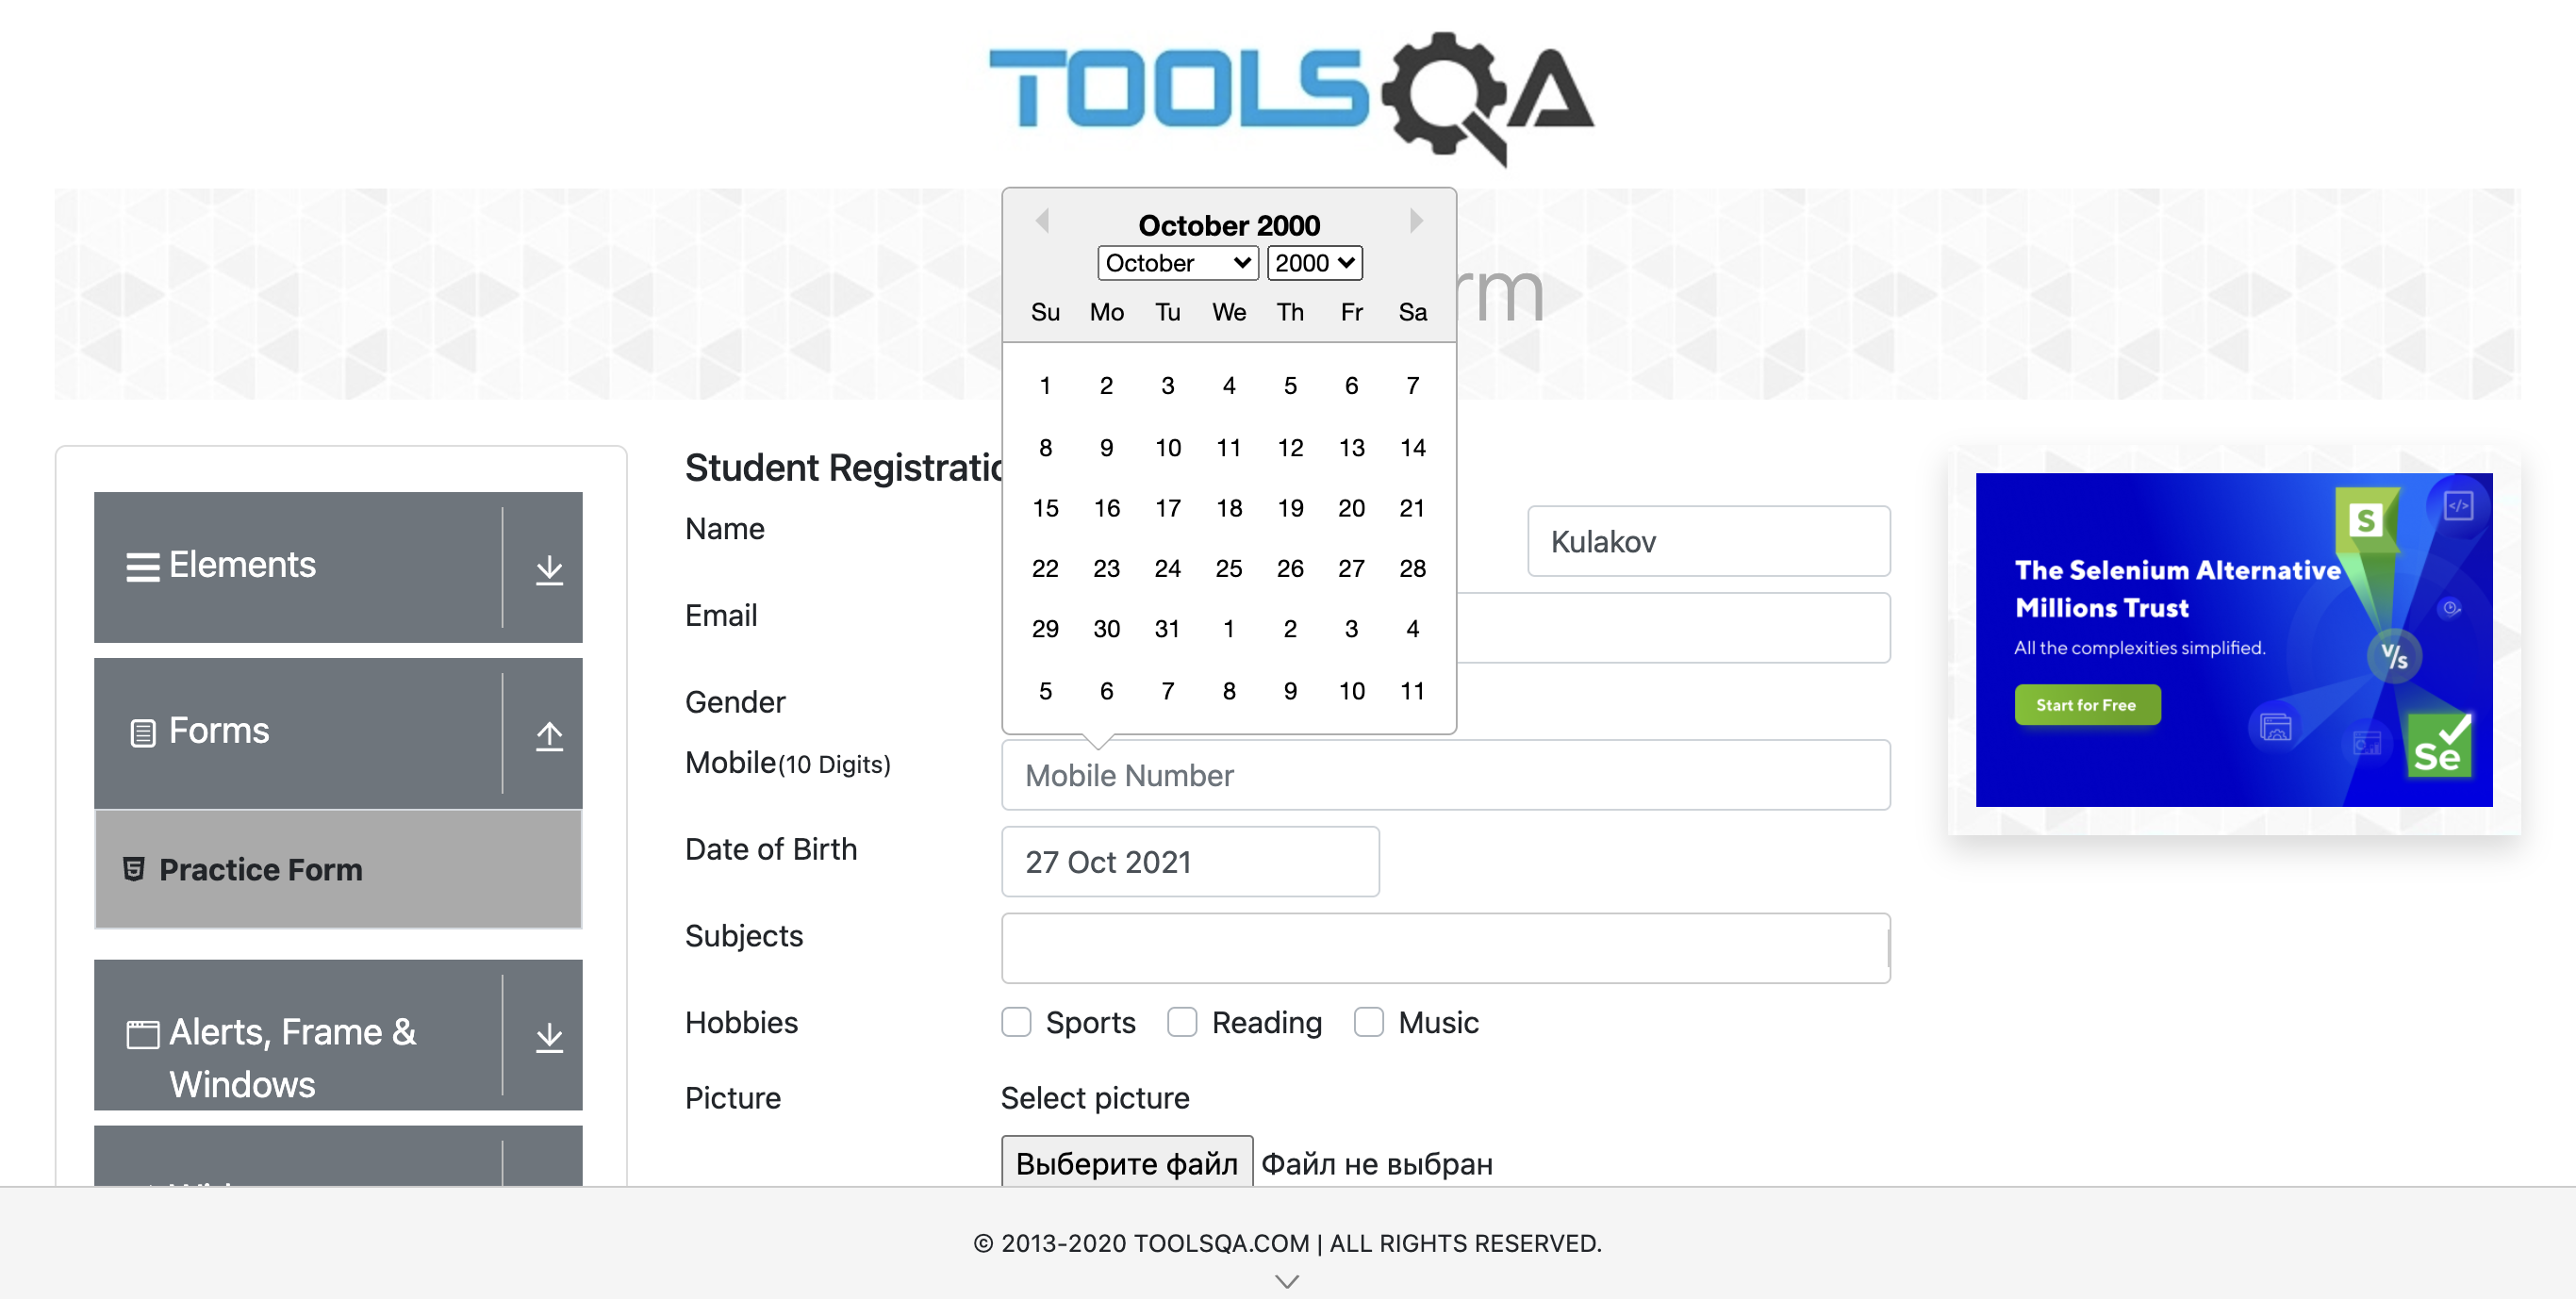 TOOLSQA
October 2000
October 2000
rm
Su Mo Tu We Th Fr Sa
1 2 3 4 5 6 7
8 9 10 11 12 13 14
15 16 17 18 19 20 21
22 23 24 25 26 27 28
29 30 31 1 2 3 4
5 6 7 8 9 10 11
Elements
Forms
Practice Form
Alerts, Frame &
Windows
Student Registratio
Name
Kulakov
Email
Gender
Mobile(10 Digits)
Mobile Number
Date of Birth
27 Oct 2021
Subjects
Hobbies
Sports Reading Music
Picture
Select picture
Выберите файл Файл не выбран
S
</>
The Selenium Alternative
Millions Trust
All the complexities simplified.
V/s
Start for Free
Se
© 2013-2020 TOOLSQA.COM | ALL RIGHTS RESERVED.